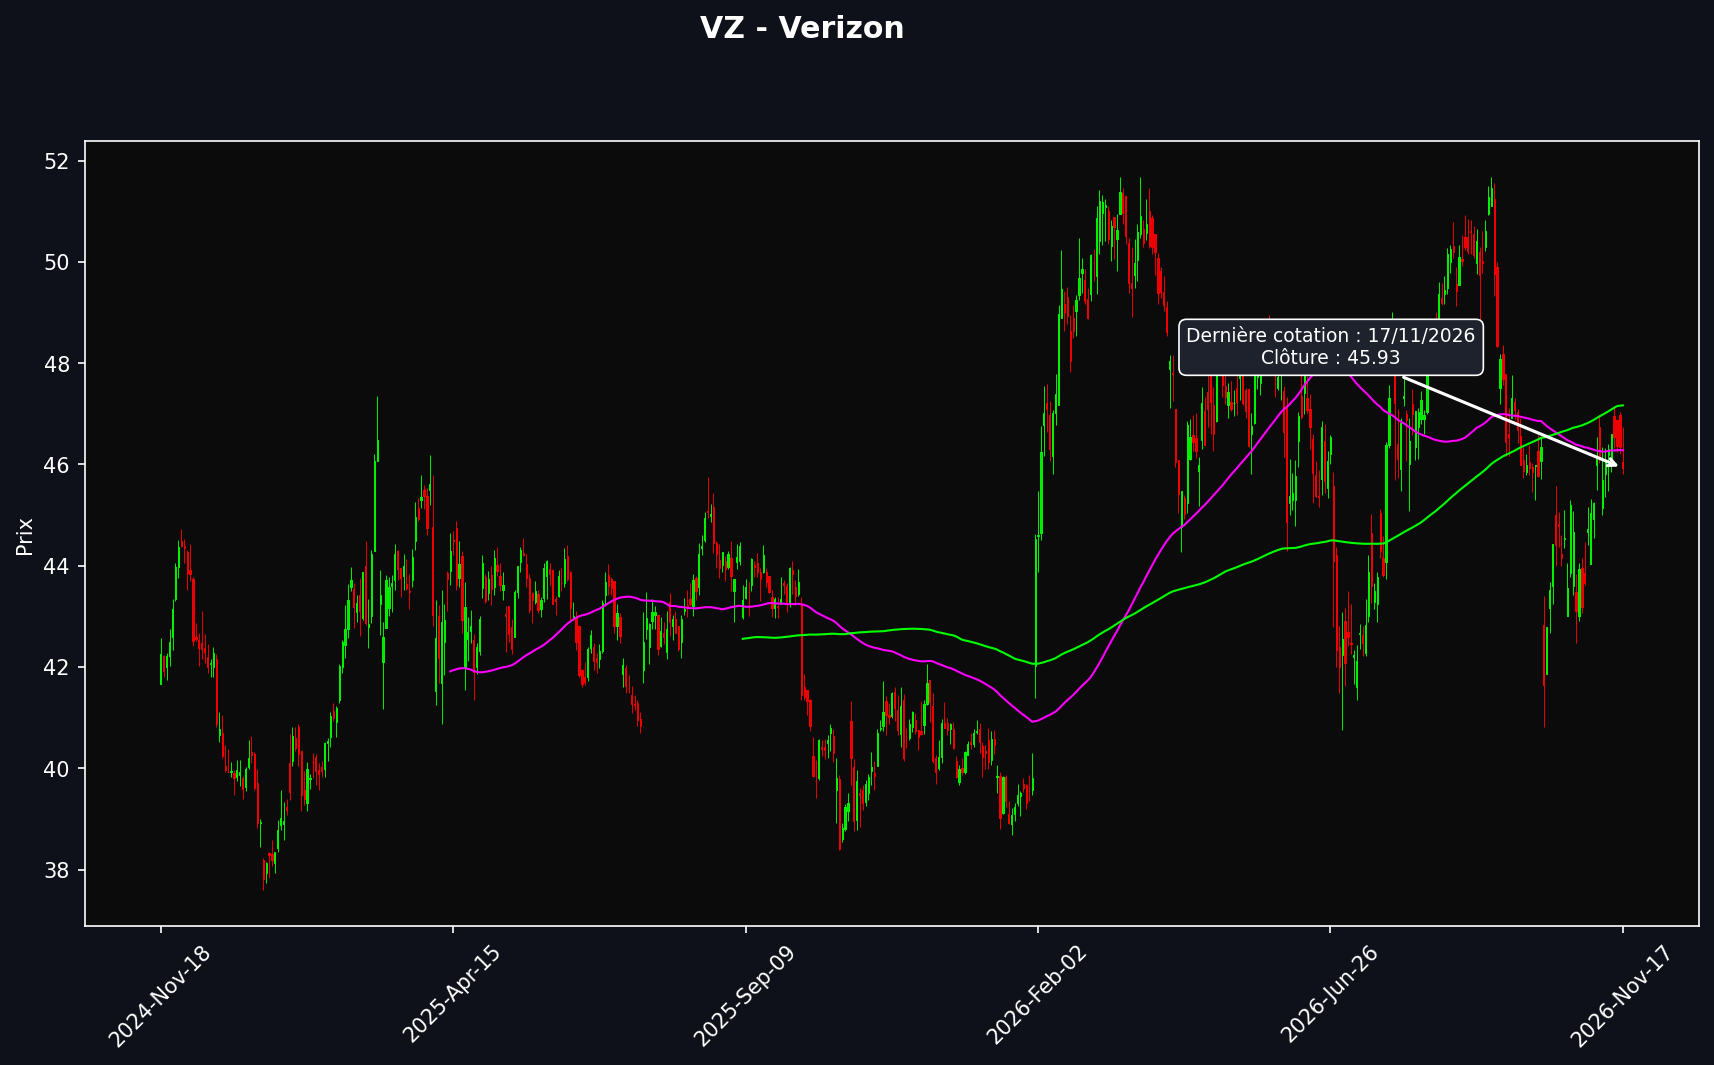 VZ - Verizon
52
50
48
46
44
42
40
38
Prix
Dernière cotation : 17/11/2026
Clôture : 45.93
2024-Nov-18
2025-Apr-15
2025-Sep-09
2026-Feb-02
2026-Jun-26
2026-Nov-17